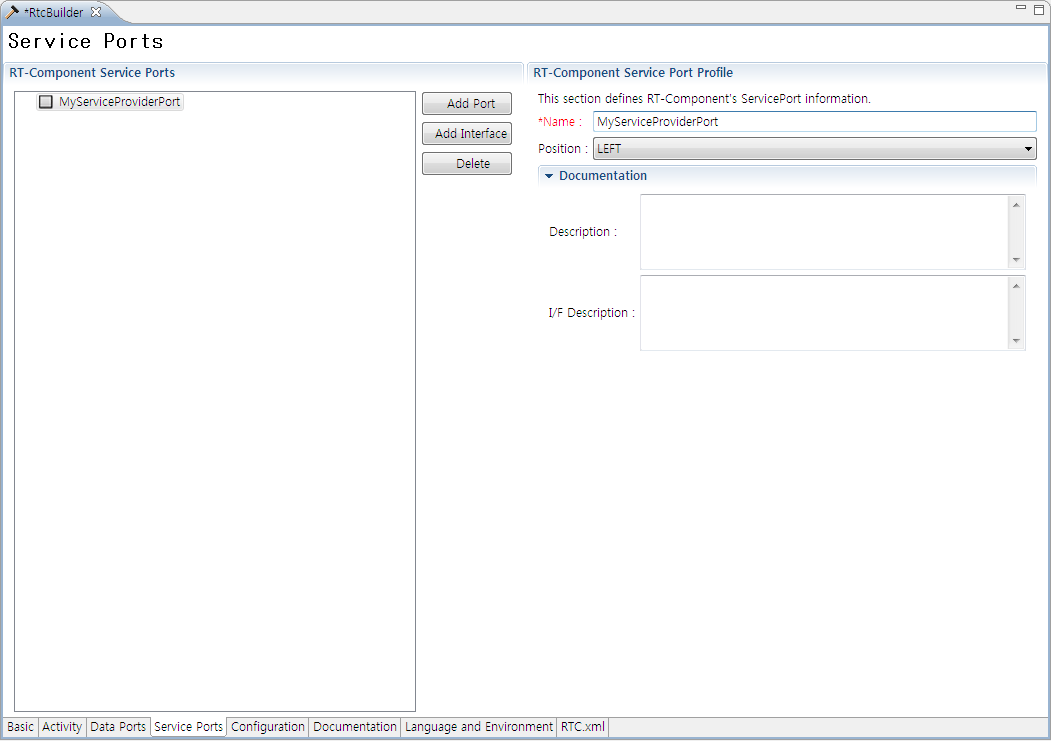 *RtcBuilder
Service Ports
RT-Component Service Ports
MyServiceProviderPort
Add Port
Add Interface
Delete
RT-Component Service Port Profile
This section defines RT-Component's ServicePort information.
*Name : MyServiceProviderPort
Position : LEFT
Documentation
Description :
I/F Description :
Basic Activity Data Ports Service Ports Configuration Documentation Language and Environment RTC.xml